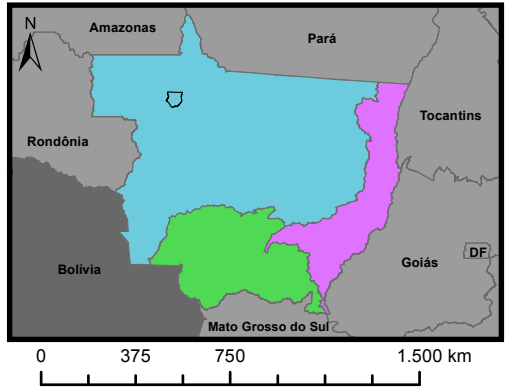 N
Amazonas
Pará
Tocantins
Rondônia
Bolívia
Goiás
DF
Mato Grosso do Sul
0 375 750 1.500 km